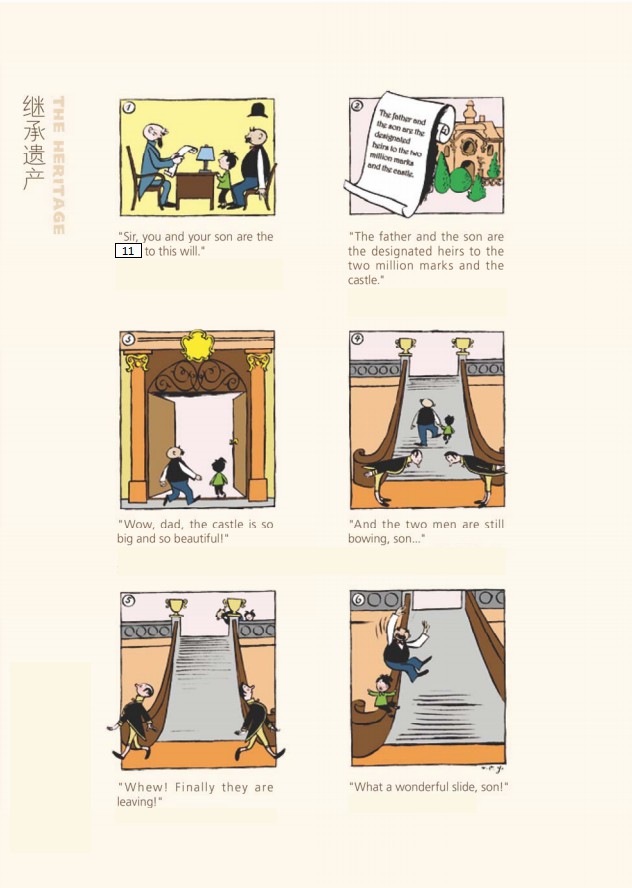 继承遗产
THE HERITAGE
1
"Sir, you and your son are the
11 to this will."
2
The father and
the son are the
designated
heirs to the two
million marks
and the castle.
"The father and the son are
the designated heirs to the
two million marks and the
castle."
3
"Wow, dad, the castle is so
big and so beautiful!"
4
"And the two men are still
bowing, son..."
5
"Whew! Finally they are
leaving!"
6
"What a wonderful slide, son!"